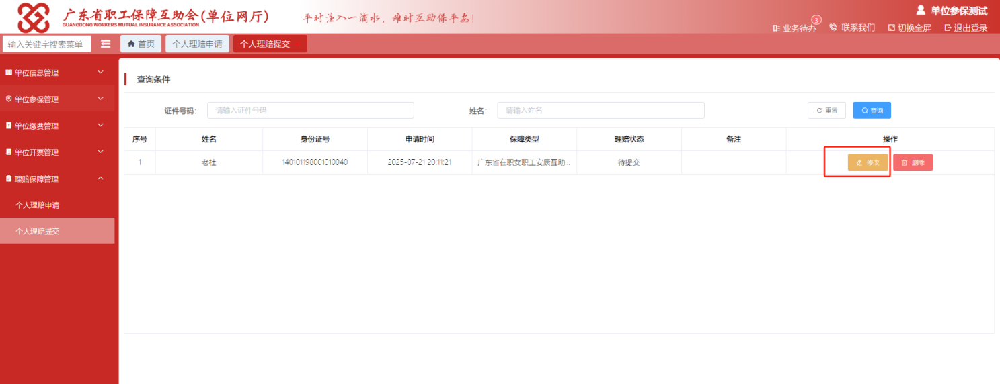 广东省职工保障互助会(单位网厅)
GUANGDONG WORKERS MUTUAL INSURANCE ASSOCIATION
平时注入一滴水，难时互助保平安！
单位参保测试
业务待办 3 联系我们 切换全屏 退出登录
输入关键字搜索菜单
首页 个人理赔申请 个人理赔提交
单位信息管理
单位参保管理
单位缴费管理
单位开票管理
理赔保障管理
个人理赔申请
个人理赔提交
查询条件
证件号码： 请输入证件号码 姓名： 请输入姓名 重置 查询
序号 姓名 身份证号 申请时间 保障类型 理赔状态 备注 操作
1 老杜 140101198001010040 2025-07-21 20:11:21 广东省在职女职工安康互助... 待提交 修改 删除